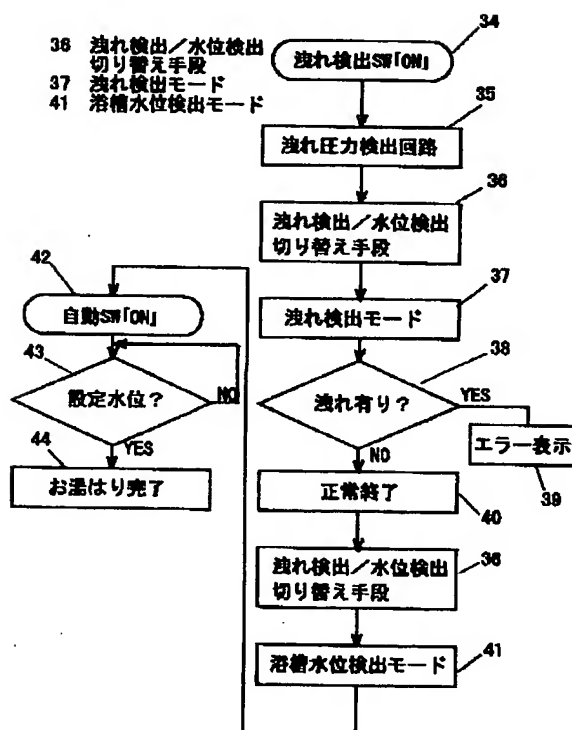 36 洩れ検出／水位検出
切り替え手段
37 洩れ検出モード
41 浴槽水位検出モード
34
洩れ検出SW「ON」
35
洩れ圧力検出回路
36
洩れ検出／水位検出
切り替え手段
37
洩れ検出モード
38
洩れ有り？
YES
エラー表示
39
NO
正常終了
40
洩れ検出／水位検出
切り替え手段
36
浴槽水位検出モード
41
42
自動SW「ON」
43
設定水位？
NO
YES
44
お湯はり完了